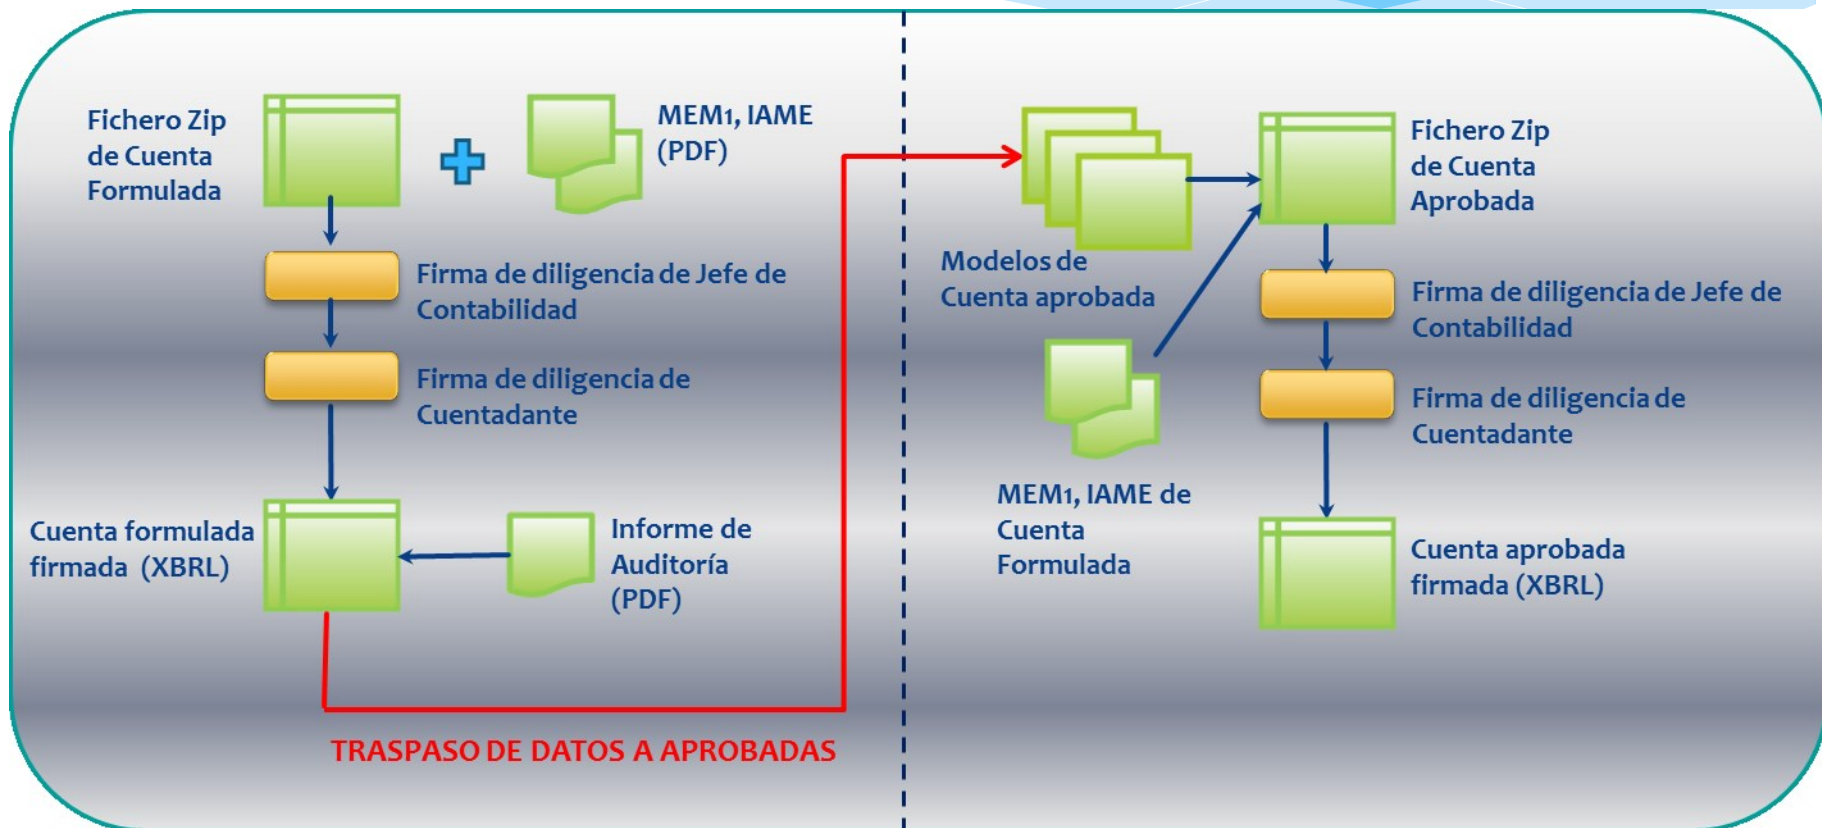 Fichero Zip
de Cuenta
Formulada
MEM1, IAME
(PDF)
Firma de diligencia de Jefe de
Contabilidad
Firma de diligencia de
Cuentadante
Cuenta formulada
firmada (XBRL)
Informe de
Auditoría
(PDF)
TRASPASO DE DATOS A APROBADAS
Modelos de
Cuenta aprobada
MEM1, IAME de
Cuenta
Formulada
Fichero Zip
de Cuenta
Aprobada
Firma de diligencia de Jefe de
Contabilidad
Firma de diligencia de
Cuentadante
Cuenta aprobada
firmada (XBRL)